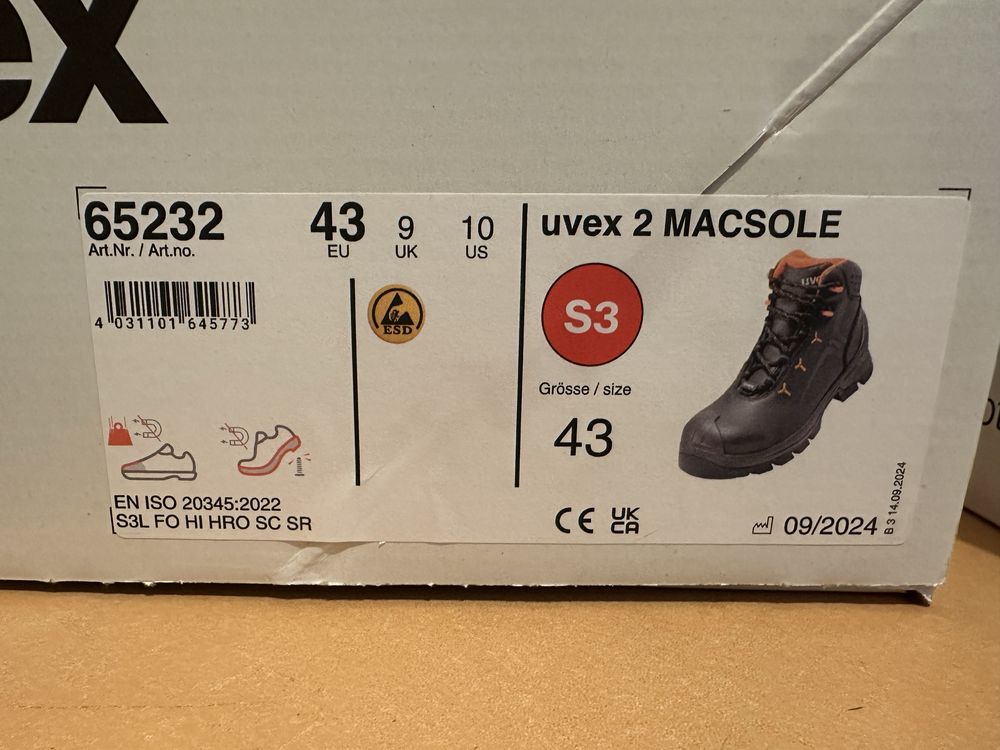 ex
65232
Art.Nr. / Art.no.
43
EU
9
UK
10
US
4 031101 645773
ESD
EN ISO 20345:2022
S3L FO HI HRO SC SR
uvex 2 MACSOLE
S3
Grösse / size
43
uve
CE UK
CA
09/2024
B 3 14.09.2024